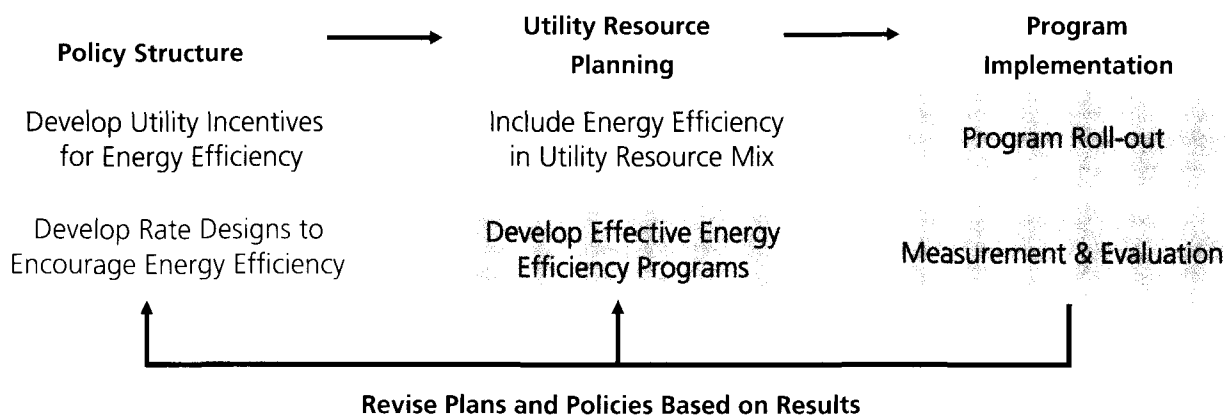 Policy Structure
Utility Resource
Planning
Program
Implementation
Develop Utility Incentives
for Energy Efficiency
Include Energy Efficiency
in Utility Resource Mix
Program Roll-out
Develop Rate Designs to
Encourage Energy Efficiency
Develop Effective Energy
Efficiency Programs
Measurement & Evaluation
Revise Plans and Policies Based on Results